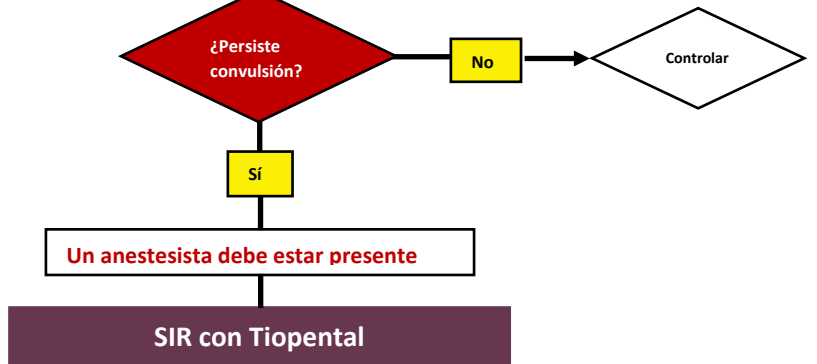 ¿Persiste
convulsión?
No
Controlar
Sí
Un anestesista debe estar presente
SIR con Tiopental